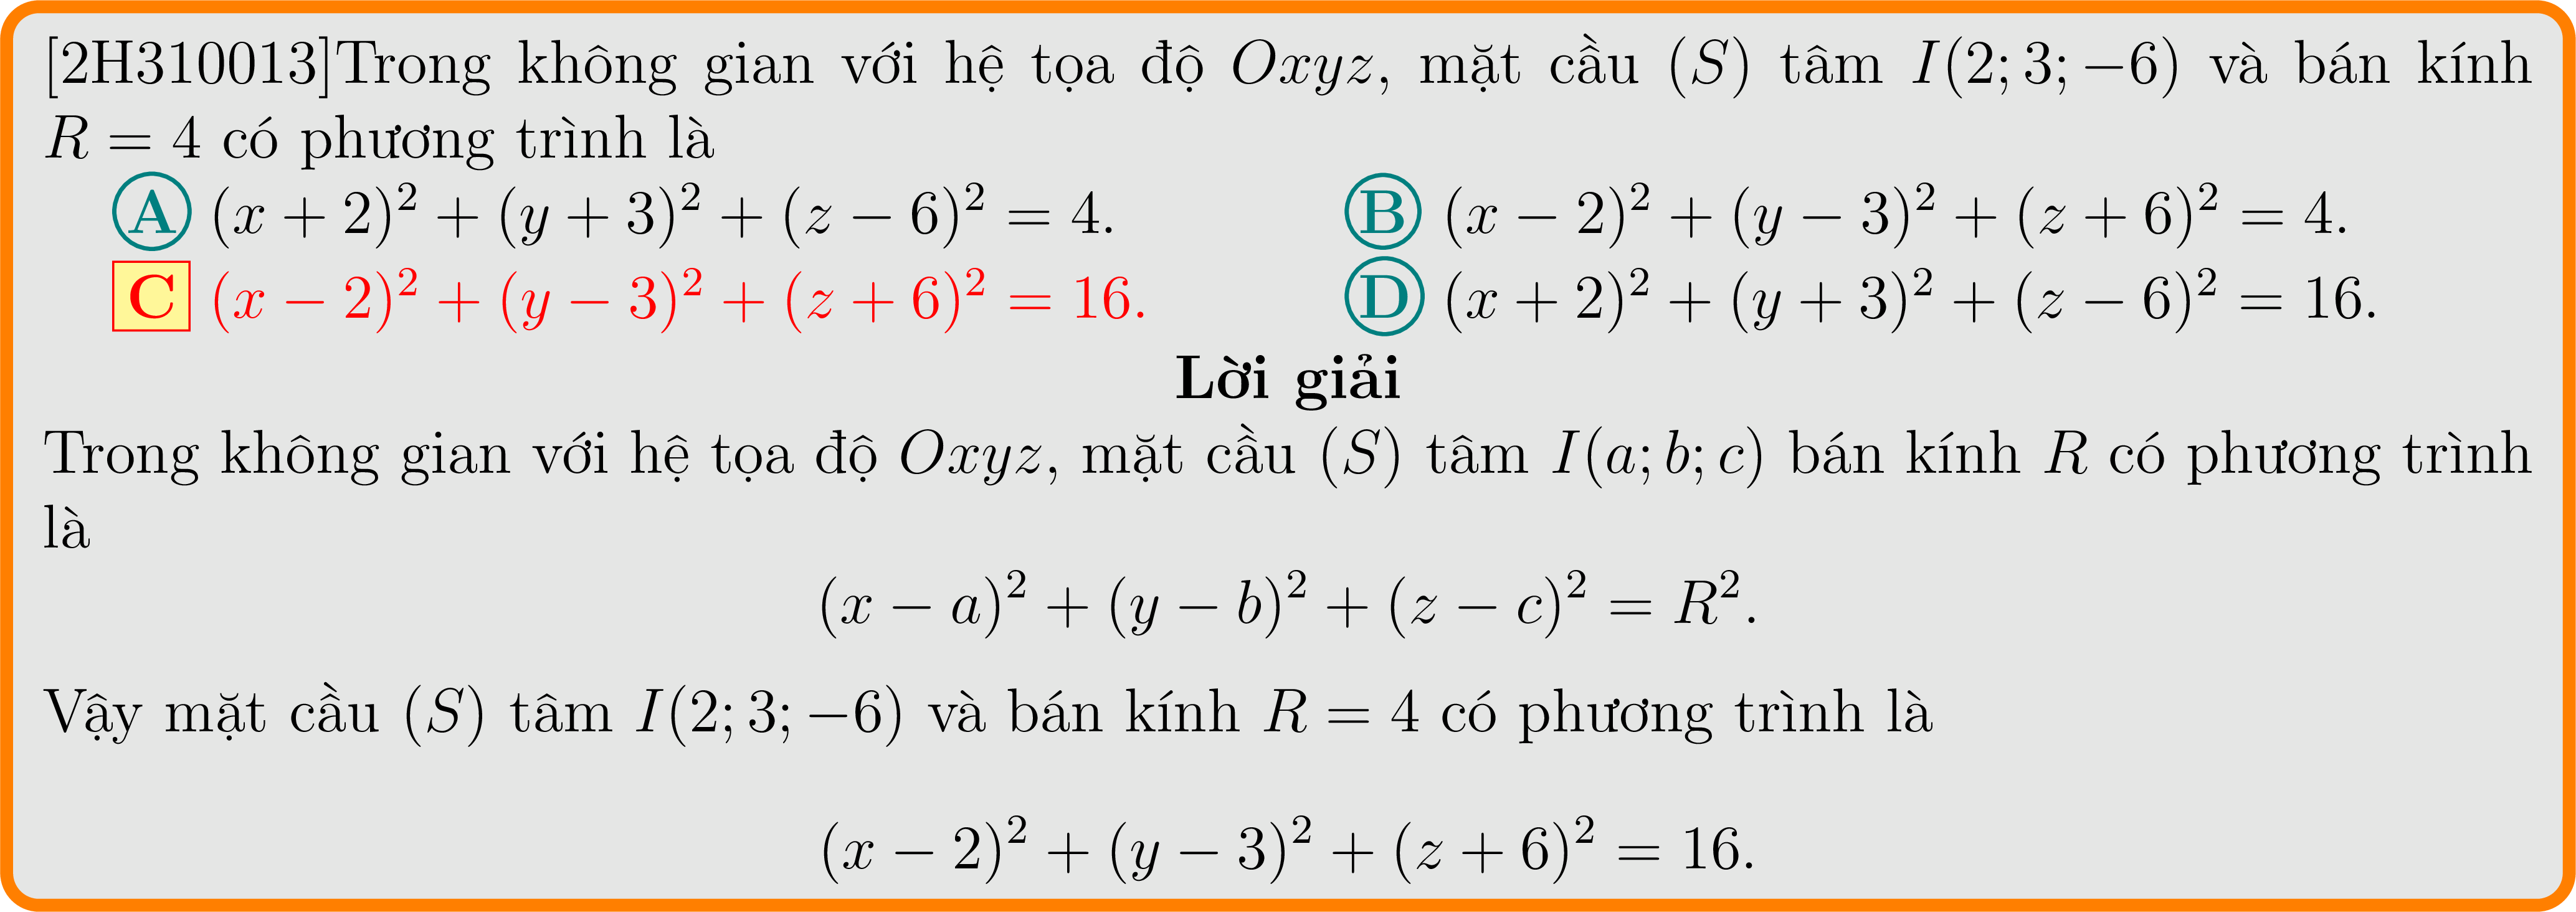 [2H310013]Trong không gian với hệ tọa độ Oxyz, mặt cầu (S) tâm I(2; 3; −6) và bán kính
R = 4 có phương trình là
A (x + 2)² + (y + 3)² + (z − 6)² = 4. B (x − 2)² + (y − 3)² + (z + 6)² = 4.
C (x − 2)² + (y − 3)² + (z + 6)² = 16. D (x + 2)² + (y + 3)² + (z − 6)² = 16.
Lời giải
Trong không gian với hệ tọa độ Oxyz, mặt cầu (S) tâm I(a; b; c) bán kính R có phương trình
là
(x − a)² + (y − b)² + (z − c)² = R².
Vậy mặt cầu (S) tâm I(2; 3; −6) và bán kính R = 4 có phương trình là
(x − 2)² + (y − 3)² + (z + 6)² = 16.